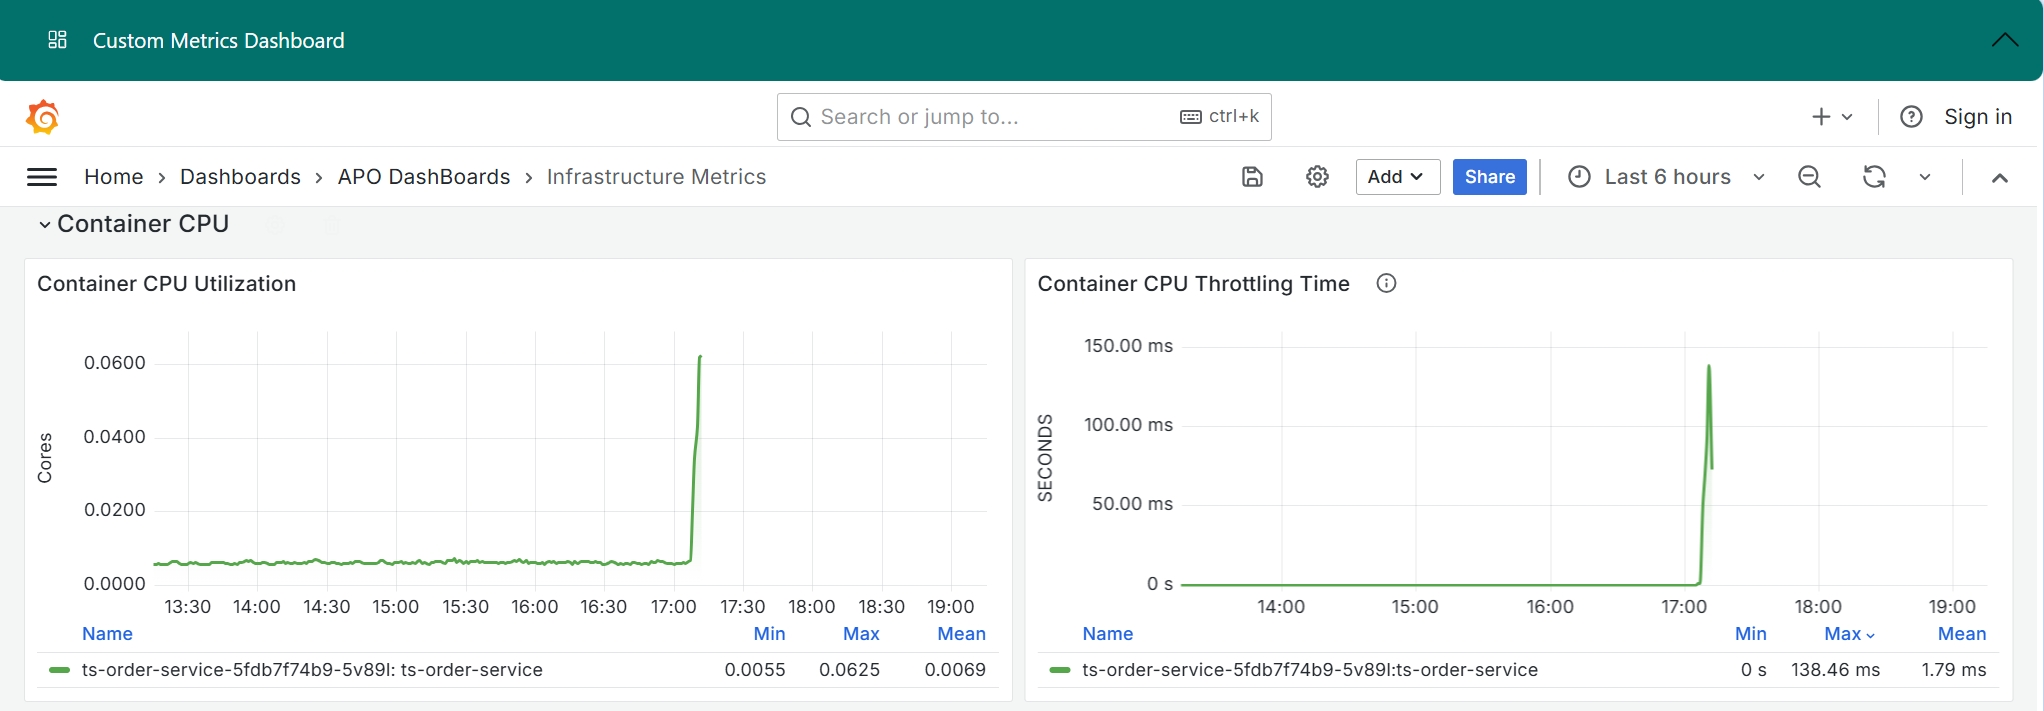 Custom Metrics Dashboard
Search or jump to... ctrl+k
Sign in
Home > Dashboards > APO DashBoards > Infrastructure Metrics
Add
Share
Last 6 hours
Container CPU
Container CPU Utilization
Cores
0.0600
0.0400
0.0200
0.0000
13:30 14:00 14:30 15:00 15:30 16:00 16:30 17:00 17:30 18:00 18:30 19:00
Name Min Max Mean
ts-order-service-5fdb7f74b9-5v89l: ts-order-service 0.0055 0.0625 0.0069
Container CPU Throttling Time
SECONDS
150.00 ms
100.00 ms
50.00 ms
0 s
14:00 15:00 16:00 17:00 18:00 19:00
Name Min Max Mean
ts-order-service-5fdb7f74b9-5v89l:ts-order-service 0 s 138.46 ms 1.79 ms